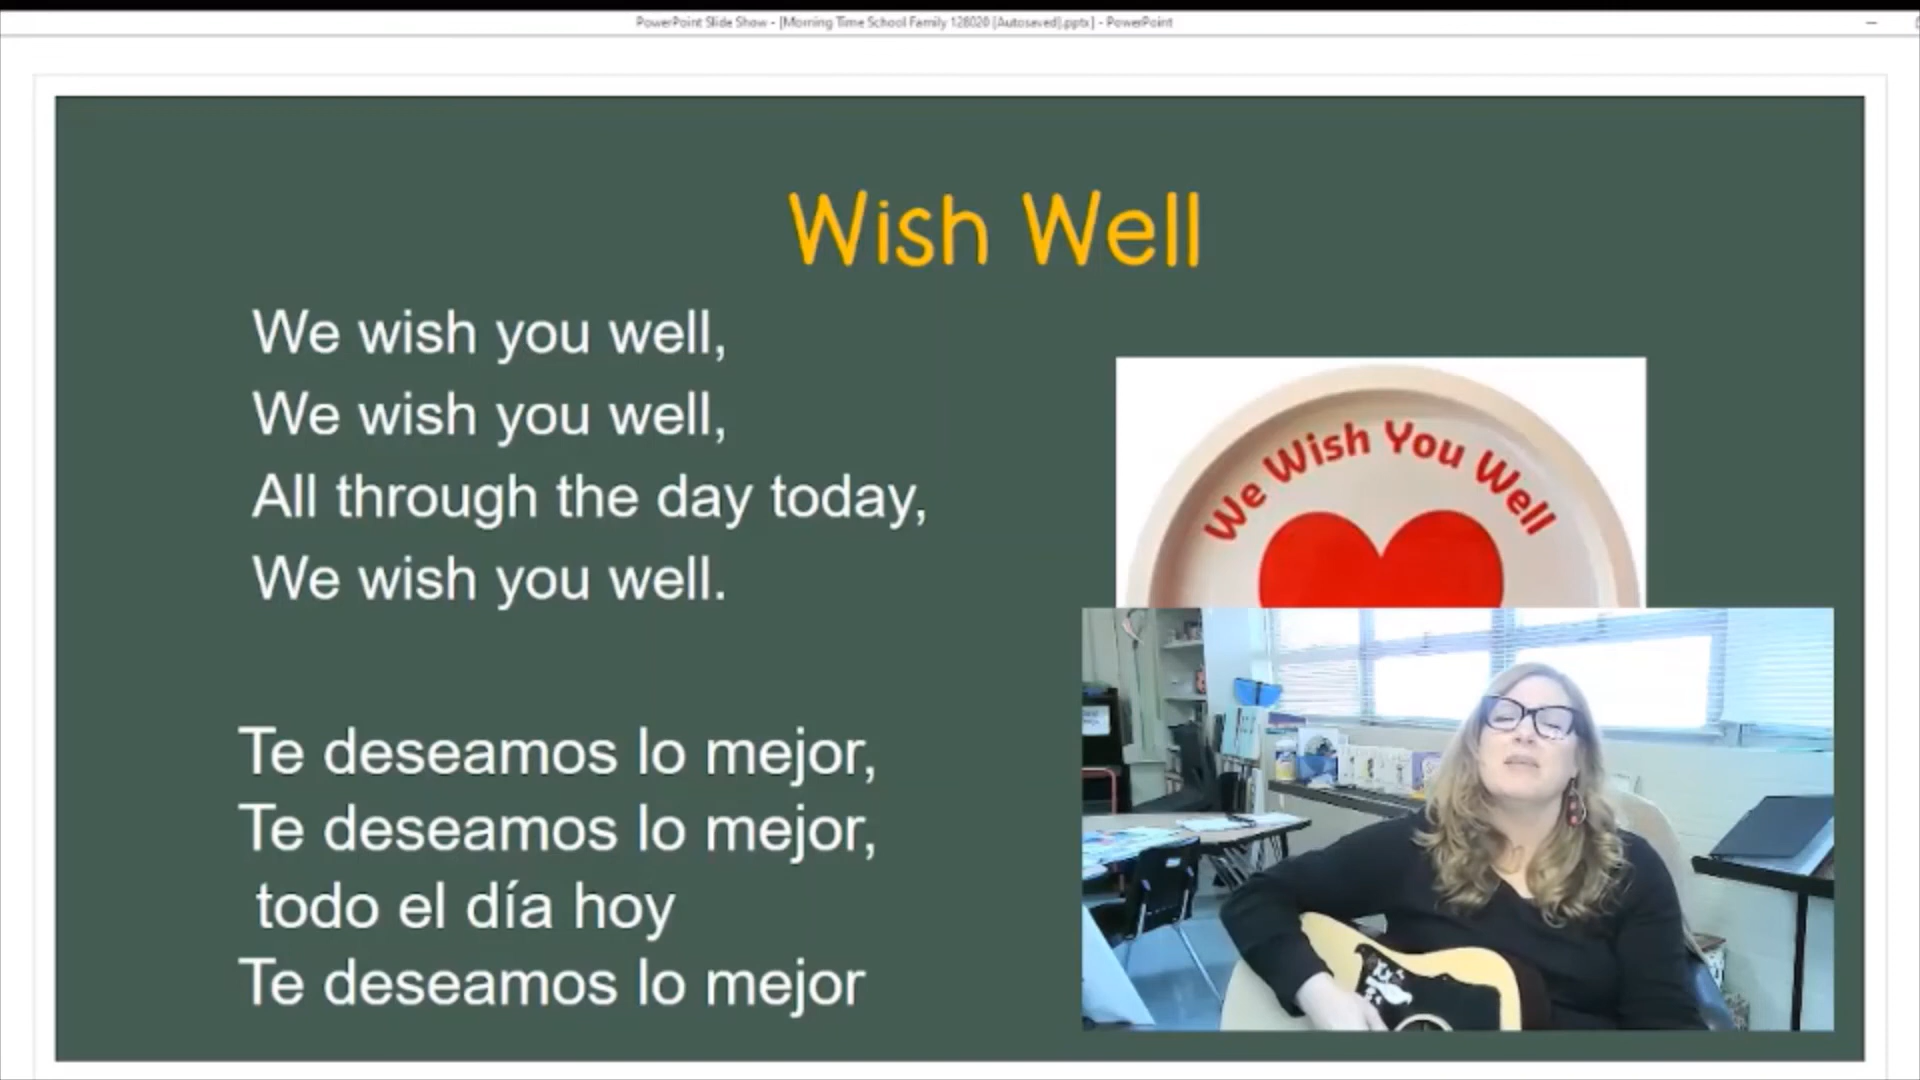 PowerPoint Slide Show - [Morning Time School Family 128020 [Autosaved].pptx] - PowerPoint
Wish Well
We wish you well,
We wish you well,
All through the day today,
We wish you well.
Te deseamos lo mejor,
Te deseamos lo mejor,
todo el día hoy
Te deseamos lo mejor
We Wish You Well